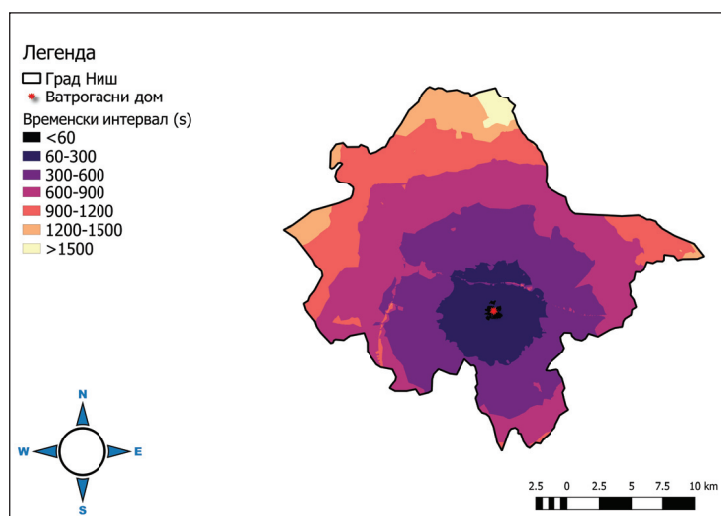 Легенда
Град Ниш
Ватрогасни дом
Временски интервал (s)
<60
60-300
300-600
600-900
900-1200
1200-1500
>1500
N
W E
S
2.5 0 2.5 5 7.5 10 km